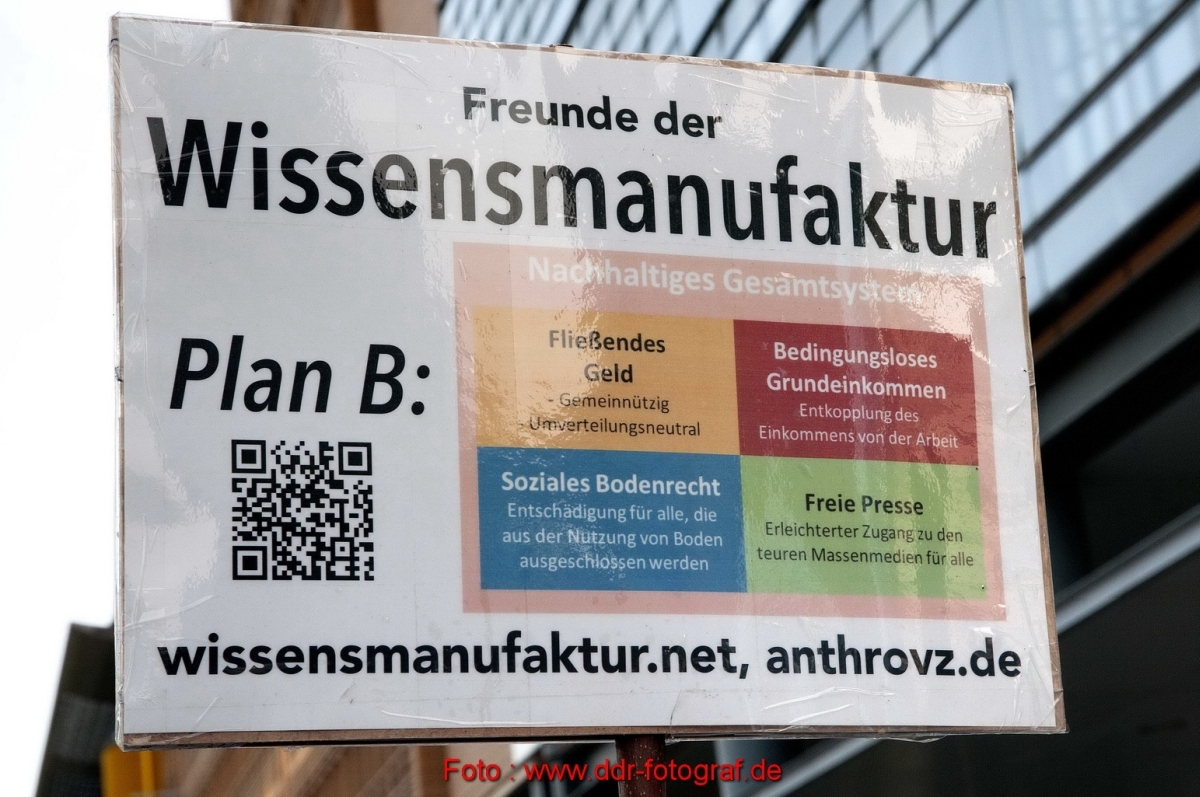 Freunde der
Wissensmanufaktur
Nachhaltiges Gesamtsystem
Plan B:
Fließendes
Geld
- Gemeinnützig
- Umverteilungsneutral
Bedingungsloses
Grundeinkommen
Entkopplung des
Einkommens von der Arbeit
Soziales Bodenrecht
Entschädigung für alle, die
aus der Nutzung von Boden
ausgeschlossen werden
Freie Presse
Erleichterter Zugang zu den
teuren Massenmedien für alle
wissensmanufaktur.net, anthrovz.de
Foto : www.ddr-fotograf.de